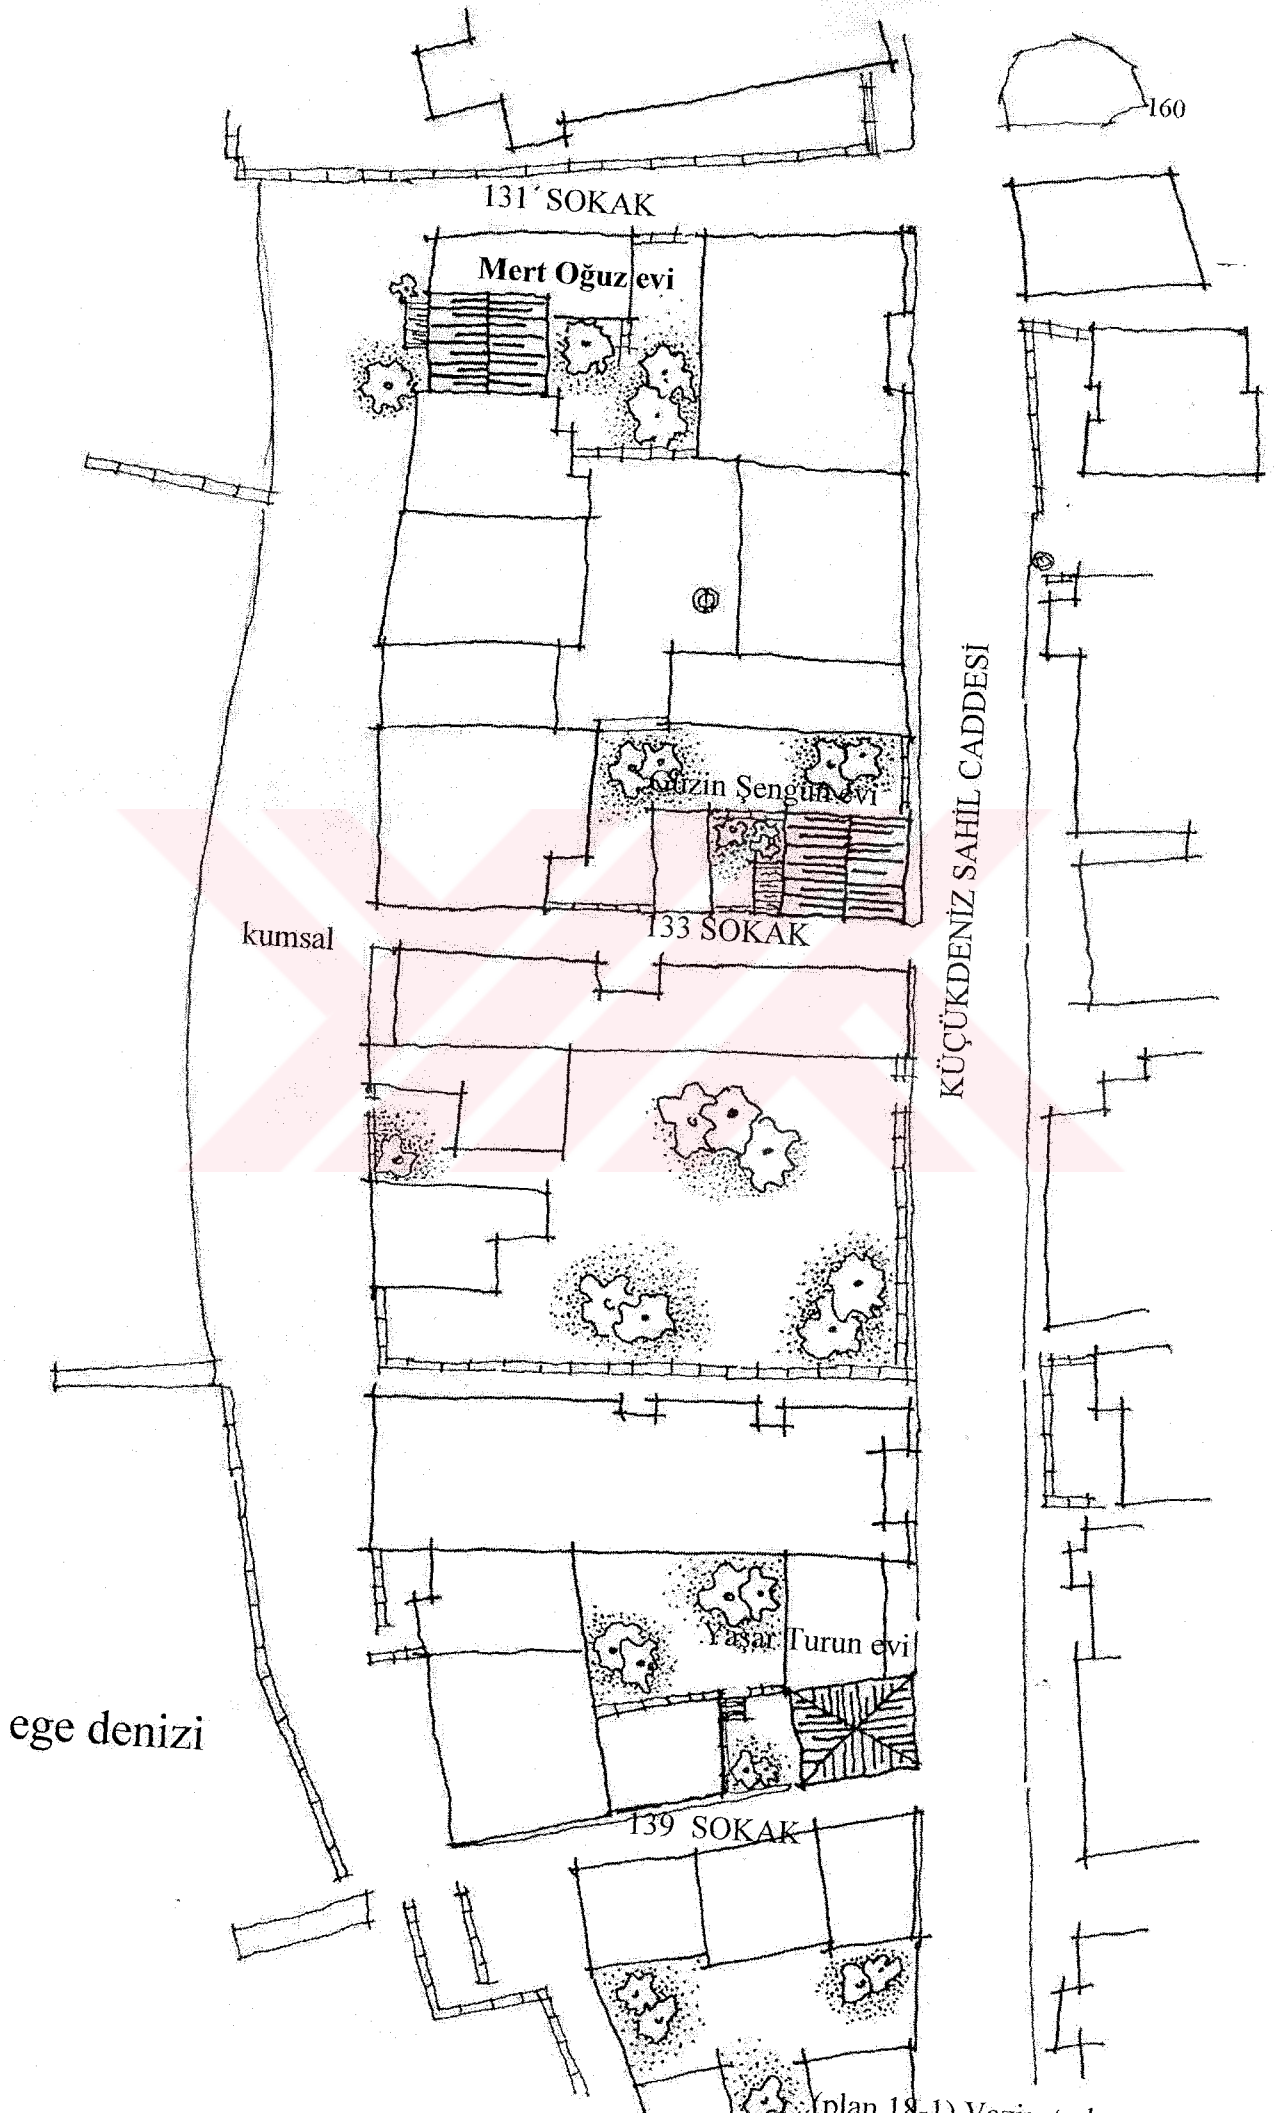 160
131 SOKAK
Mert Oğuz evi
KÜÇÜKDENİZ SAHİL CADDESİ
Güzin Şengün evi
133 SOKAK
kumsal
Yaşar Turun evi
ege denizi
139 SOKAK
(plan 18-1)